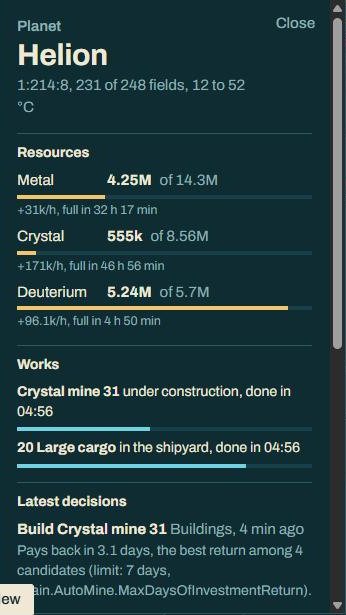 Planet
Close
Helion
1:214:8, 231 of 248 fields, 12 to 52
°C
Resources
Metal 4.25M of 14.3M
+31k/h, full in 32 h 17 min
Crystal 555k of 8.56M
+171k/h, full in 46 h 56 min
Deuterium 5.24M of 5.7M
+96.1k/h, full in 4 h 50 min
Works
Crystal mine 31 under construction, done in
04:56
20 Large cargo in the shipyard, done in 04:56
Latest decisions
Build Crystal mine 31 Buildings, 4 min ago
Pays back in 3.1 days, the best return among 4
candidates (limit: 7 days,
ain.AutoMine.MaxDaysOfInvestmentReturn).